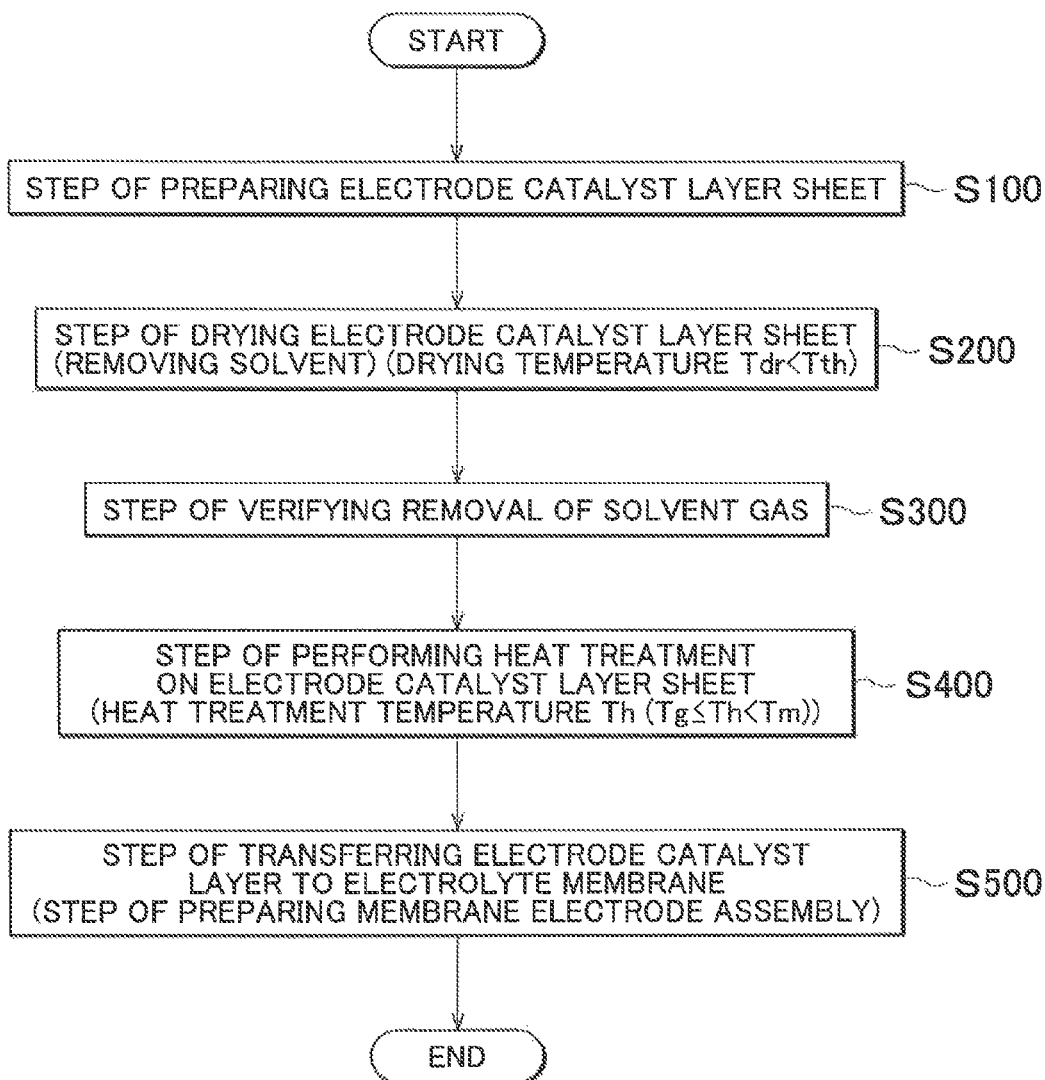 START
STEP OF PREPARING ELECTRODE CATALYST LAYER SHEET
S100
STEP OF DRYING ELECTRODE CATALYST LAYER SHEET
(REMOVING SOLVENT) (DRYING TEMPERATURE Tdr<Tth)
S200
STEP OF VERIFYING REMOVAL OF SOLVENT GAS
S300
STEP OF PERFORMING HEAT TREATMENT
ON ELECTRODE CATALYST LAYER SHEET
(HEAT TREATMENT TEMPERATURE Th (Tg≤Th<Tm))
S400
STEP OF TRANSFERRING ELECTRODE CATALYST
LAYER TO ELECTROLYTE MEMBRANE
(STEP OF PREPARING MEMBRANE ELECTRODE ASSEMBLY)
S500
END